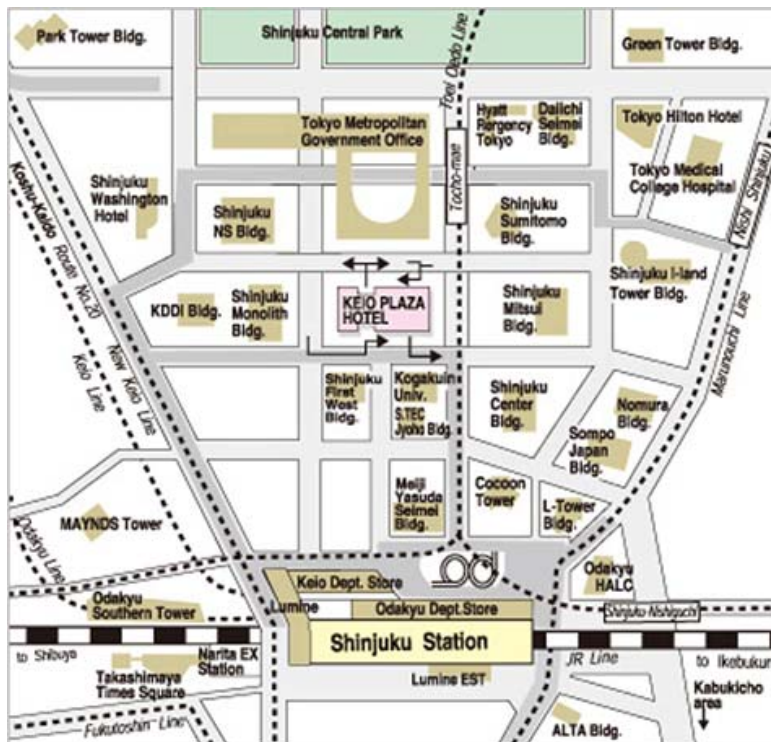 Park Tower Bldg.
Shinjuku Central Park
Toei Oedo Line
Green Tower Bldg.
Tokyo Metropolitan
Government Office
Hyatt
Regency
Tokyo
Daiichi
Seimei
Bldg.
Tokyo Hilton Hotel
Tokyo Medical
College Hospital
Nishi Shinjuku
Tocho-mae
Shinjuku
Washington
Hotel
Shinjuku
NS Bldg.
Shinjuku
Sumitomo
Bldg.
Shinjuku I-land
Tower Bldg.
Koshu-Kaido Route No.20
KDDI Bldg.
Shinjuku
Monolith
Bldg.
KEIO PLAZA
HOTEL
Shinjuku
Mitsui
Bldg.
Marunouchi Line
Keio Line
New Keio Line
Shinjuku
First
West
Bldg.
Kogakuin
Univ.
S.TEC
Jyoho Bldg.
Shinjuku
Center
Bldg.
Nomura
Bldg.
Sompo
Japan
Bldg.
Meiji
Yasuda
Seimei
Bldg.
Cocoon
Tower
L-Tower
Bldg.
MAYNDS Tower
Odakyu Line
Odakyu
HALC
Keio Dept. Store
Lumine
Odakyu Dept.Store
Odakyu
Southern Tower
Shinjuku-Nishiguchi
Shinjuku Station
to Shibuya
Narita EX
Station
Takashimaya
Times Square
Lumine EST
JR Line
to Ikebukur
Kabukicho
area
Fukutoshin Line
ALTA Bldg.